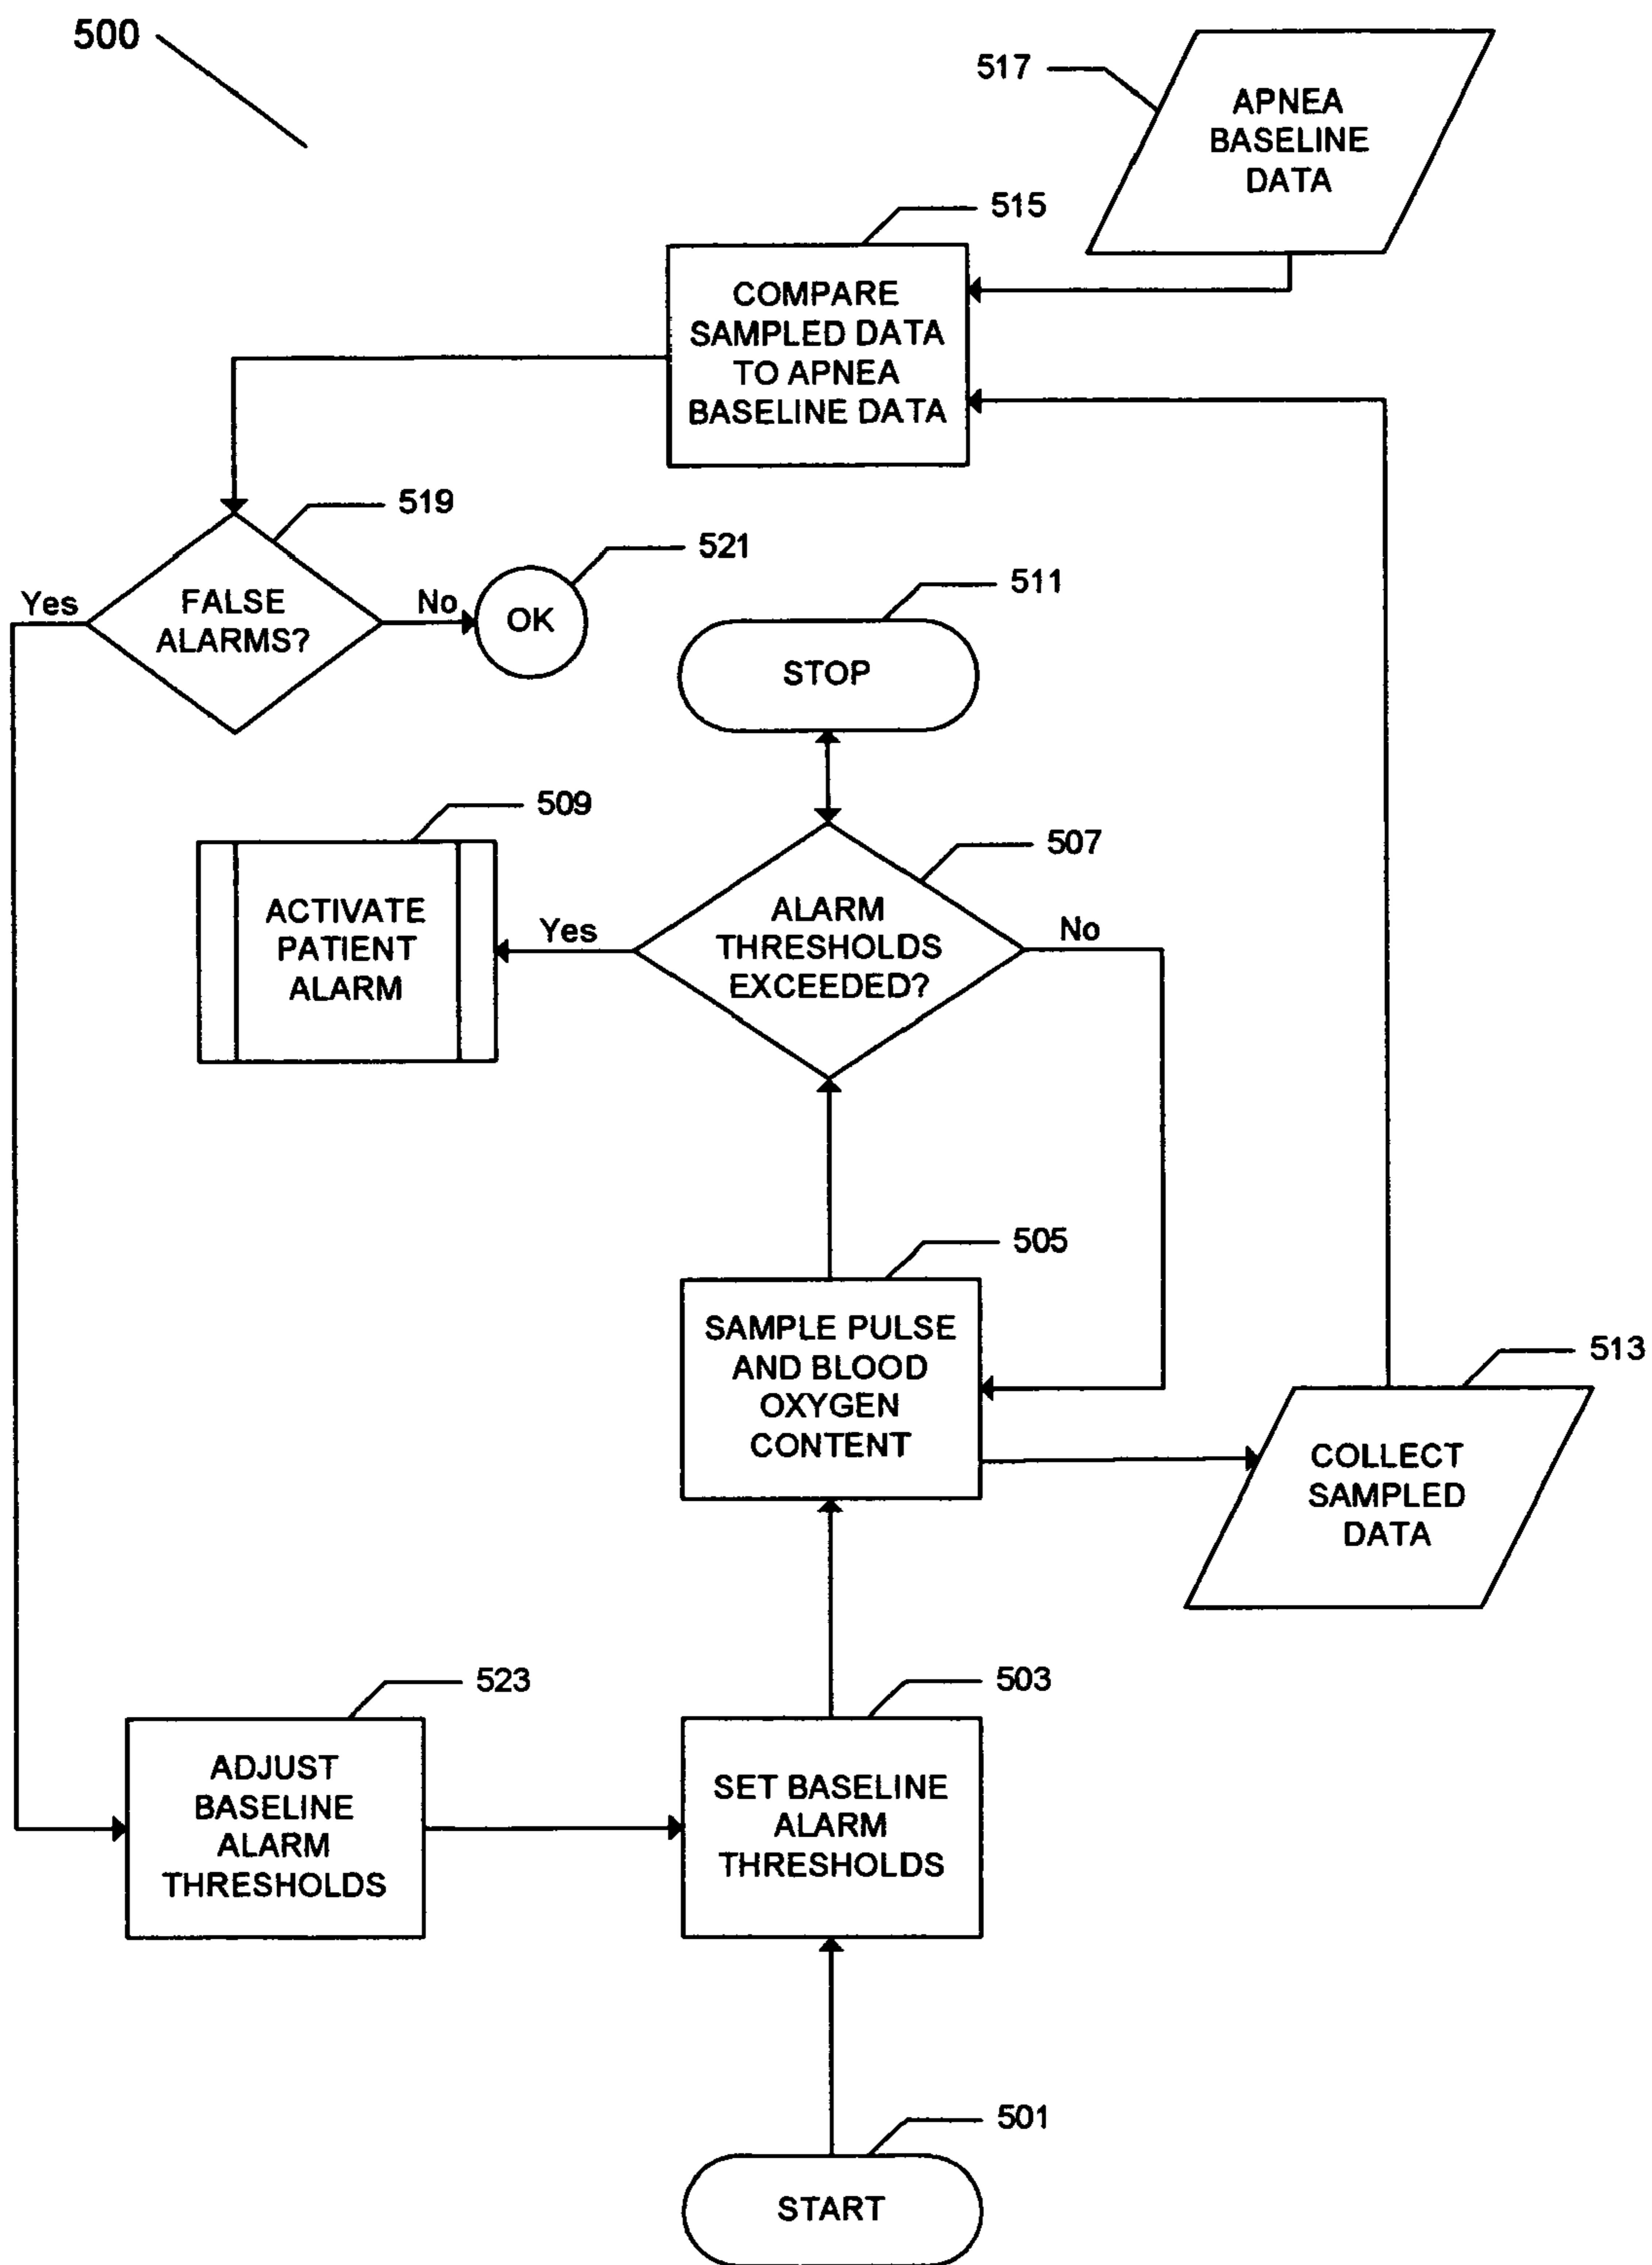 500
517
APNEA
BASELINE
DATA
515
COMPARE
SAMPLED DATA
TO APNEA
BASELINE DATA
519
521
Yes
FALSE
ALARMS?
No
OK
511
STOP
509
507
ACTIVATE
PATIENT
ALARM
Yes
ALARM
THRESHOLDS
EXCEEDED?
No
505
SAMPLE PULSE
AND BLOOD
OXYGEN
CONTENT
513
COLLECT
SAMPLED
DATA
523
503
ADJUST
BASELINE
ALARM
THRESHOLDS
SET BASELINE
ALARM
THRESHOLDS
501
START